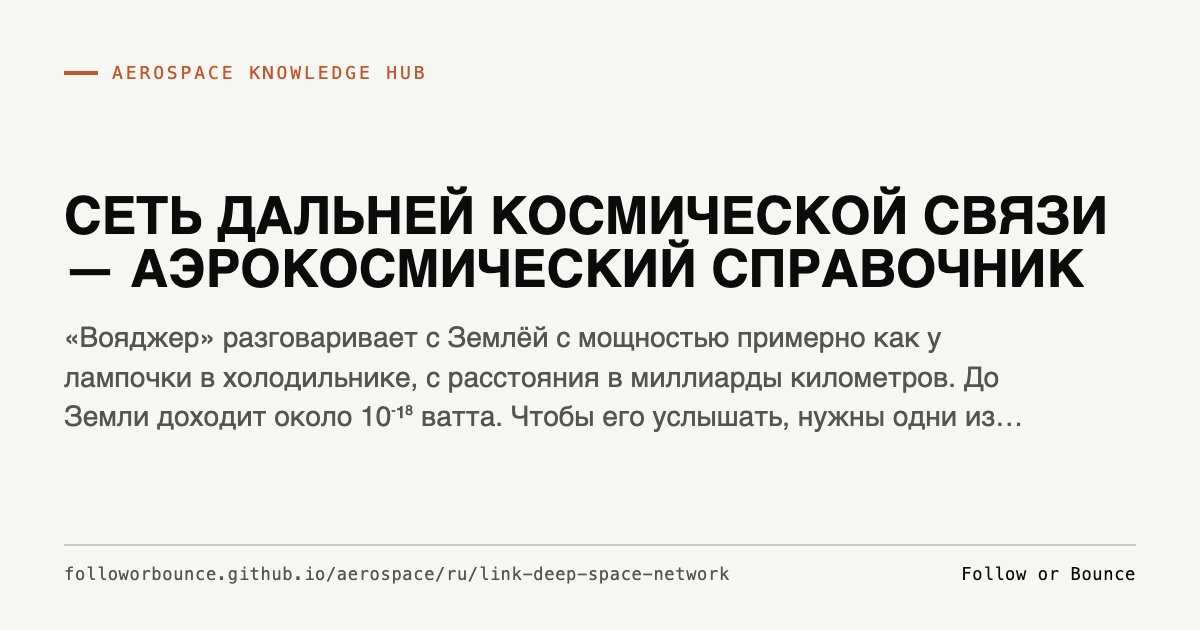 AEROSPACE KNOWLEDGE HUB
СЕТЬ ДАЛЬНЕЙ КОСМИЧЕСКОЙ СВЯЗИ
— АЭРОКОСМИЧЕСКИЙ СПРАВОЧНИК
«Вояджер» разговаривает с Землёй с мощностью примерно как у
лампочки в холодильнике, с расстояния в миллиарды километров. До
Земли доходит около 10⁻¹⁸ ватта. Чтобы его услышать, нужны одни из…
followorbounce.github.io/aerospace/ru/link-deep-space-network
Follow or Bounce